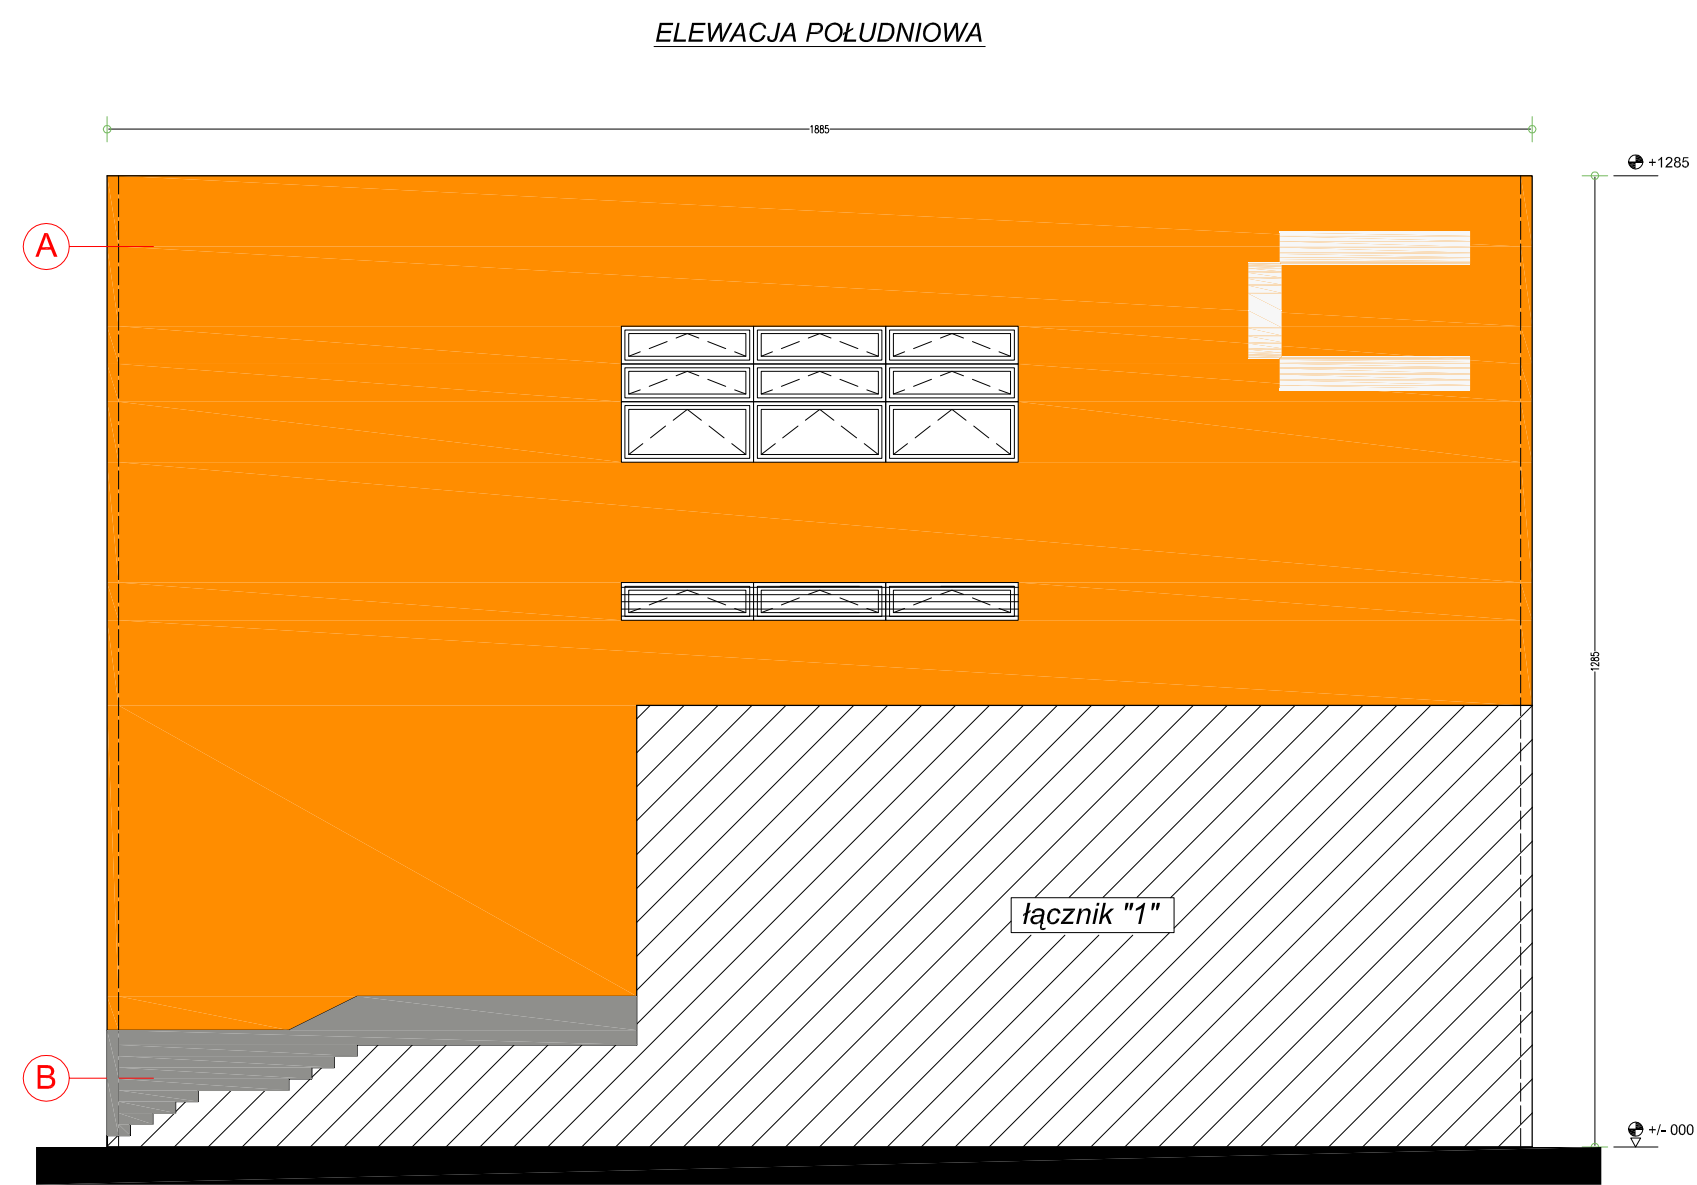 ELEWACJA POŁUDNIOWA
1885
+1285
A
1285
łącznik "1"
B
+/- 000